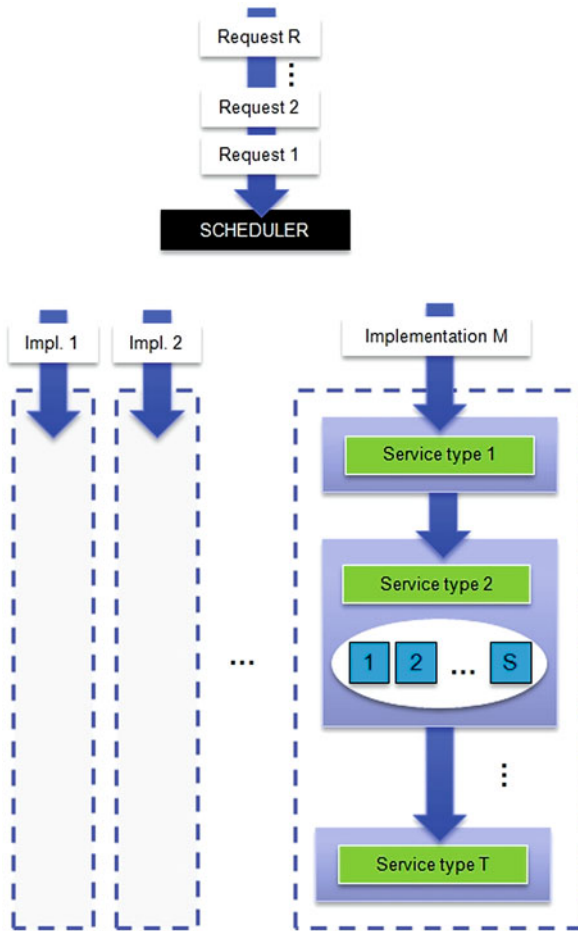 Request R
⋮
Request 2
Request 1
SCHEDULER
Impl. 1
Impl. 2
Implementation M
Service type 1
Service type 2
1 2 ... S
...
⋮
Service type T